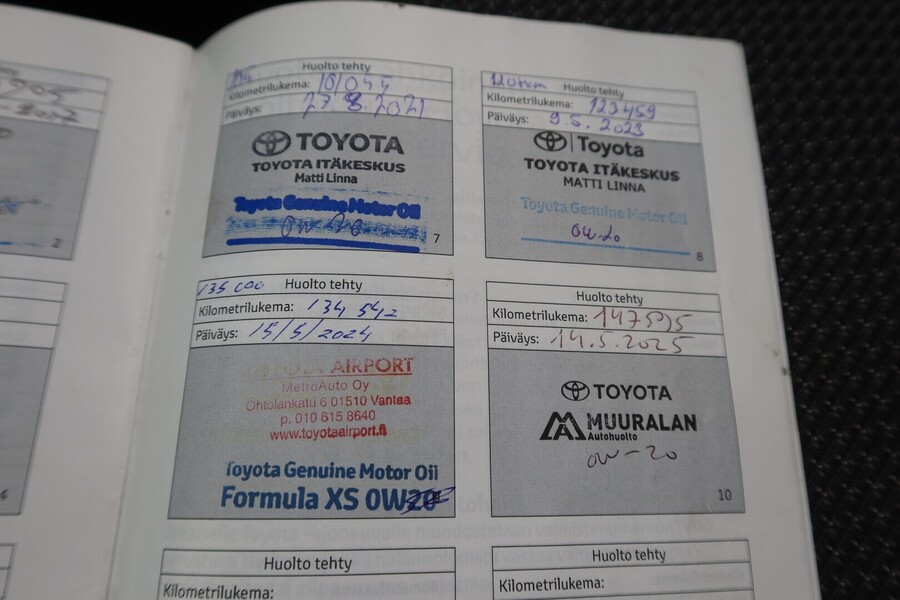 2
Huolto tehty
Kilometrilukema: 101044
Päiväys: 27.8.2021
TOYOTA
TOYOTA ITÄKESKUS
Matti Linna
Toyota Genuine Motor Oil
0W 20
7
120tkm Huolto tehty
Kilometrilukema: 123459
Päiväys: 9.5.2023
Toyota
TOYOTA ITÄKESKUS
MATTI LINNA
Toyota Genuine Motor Oil
0W-20
8
135 000 Huolto tehty
Kilometrilukema: 134 542
Päiväys: 15/5/2024
AIRPORT
MetroAuto Oy
Ohtolankatu 6 01510 Vantaa
p. 010 615 8640
www.toyotaairport.fi
Toyota Genuine Motor Oil
Formula XS 0W20
Huolto tehty
Kilometrilukema: 147595
Päiväys: 14.5.2025
TOYOTA
MUURALAN
Autohuolto
0W-20
10
Huolto tehty
Kilometrilukema:
Huolto tehty
Kilometrilukema: